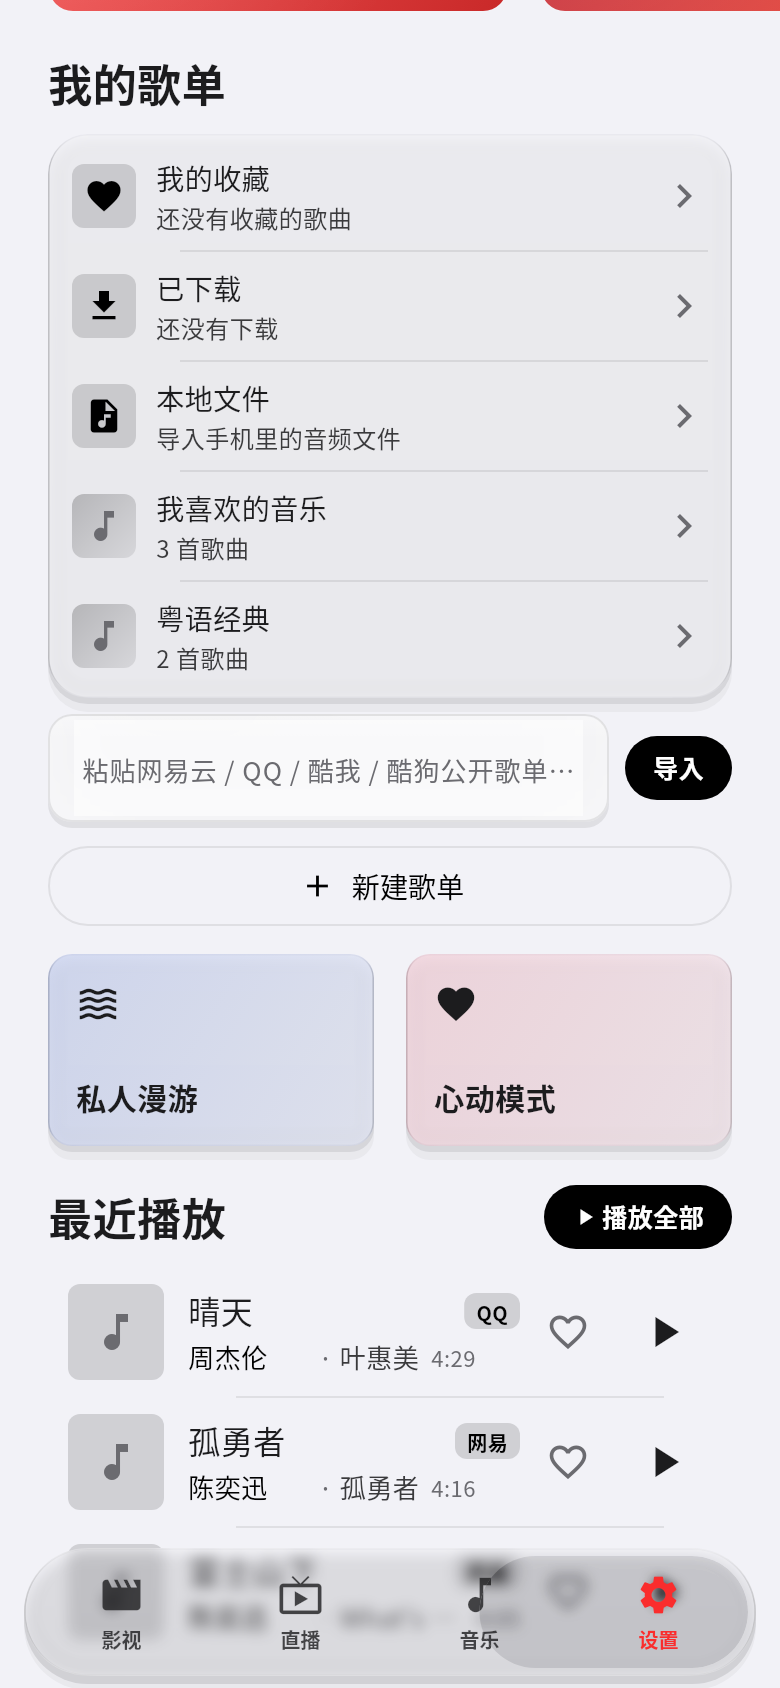 我的歌单
我的收藏
还没有收藏的歌曲
已下载
还没有下载
本地文件
导入手机里的音频文件
我喜欢的音乐
3 首歌曲
粤语经典
2 首歌曲
粘贴网易云 / QQ / 酷我 / 酷狗公开歌单…
导入
新建歌单
私人漫游
心动模式
最近播放
播放全部
晴天
QQ
周杰伦 · 叶惠美 4:29
孤勇者
网易
陈奕迅 · 孤勇者 4:16
影视
直播
音乐
设置